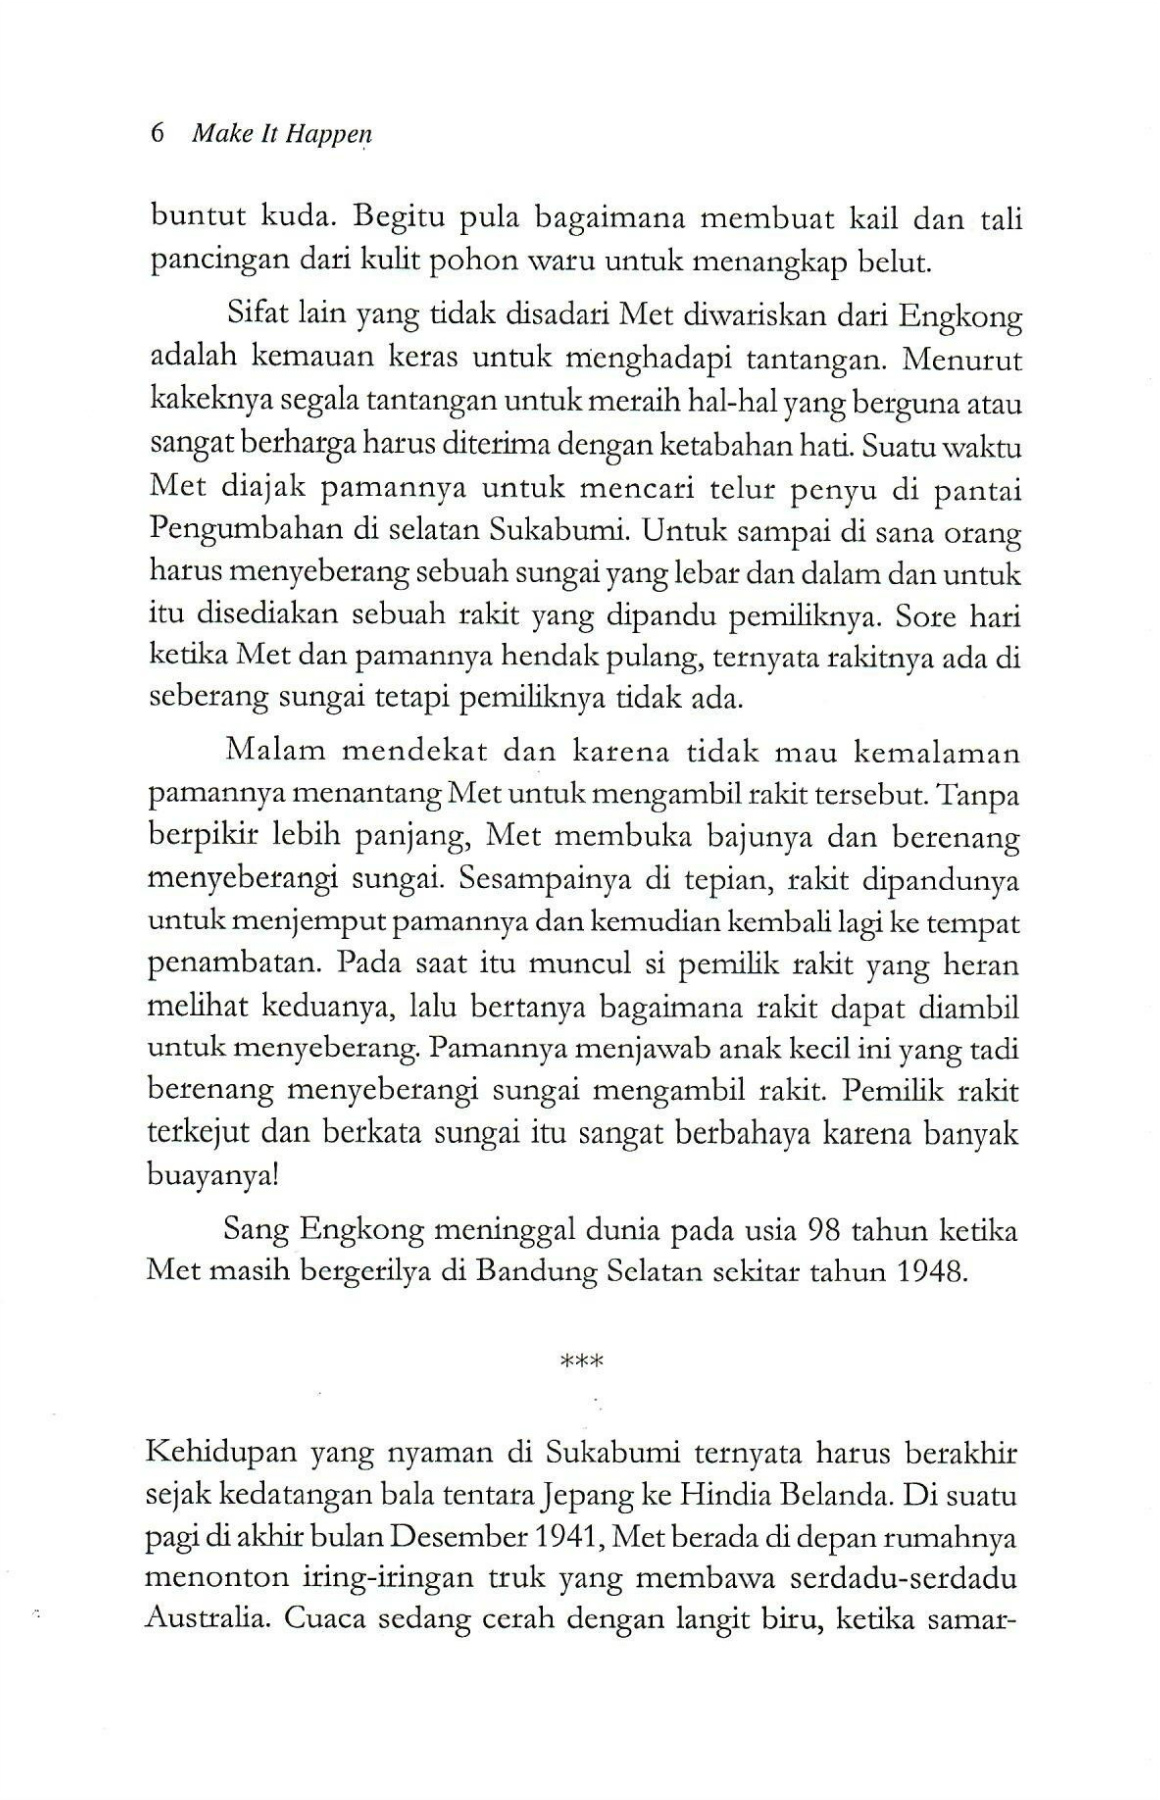 6 Make It Happen
buntut kuda. Begitu pula bagaimana membuat kail dan tali
pancingan dari kulit pohon waru untuk menangkap belut.
Sifat lain yang tidak disadari Met diwariskan dari Engkong
adalah kemauan keras untuk menghadapi tantangan. Menurut
kakeknya segala tantangan untuk meraih hal-hal yang berguna atau
sangat berharga harus diterima dengan ketabahan hati. Suatu waktu
Met diajak pamannya untuk mencari telur penyu di pantai
Pengumbahan di selatan Sukabumi. Untuk sampai di sana orang
harus menyeberang sebuah sungai yang lebar dan dalam dan untuk
itu disediakan sebuah rakit yang dipandu pemiliknya. Sore hari
ketika Met dan pamannya hendak pulang, ternyata rakitnya ada di
seberang sungai tetapi pemiliknya tidak ada.
Malam mendekat dan karena tidak mau kemalaman
pamannya menantang Met untuk mengambil rakit tersebut. Tanpa
berpikir lebih panjang, Met membuka bajunya dan berenang
menyeberangi sungai. Sesampainya di tepian, rakit dipandunya
untuk menjemput pamannya dan kemudian kembali lagi ke tempat
penambatan. Pada saat itu muncul si pemilik rakit yang heran
melihat keduanya, lalu bertanya bagaimana rakit dapat diambil
untuk menyeberang. Pamannya menjawab anak kecil ini yang tadi
berenang menyeberangi sungai mengambil rakit. Pemilik rakit
terkejut dan berkata sungai itu sangat berbahaya karena banyak
buayanya!
Sang Engkong meninggal dunia pada usia 98 tahun ketika
Met masih bergerilya di Bandung Selatan sekitar tahun 1948.
***
Kehidupan yang nyaman di Sukabumi ternyata harus berakhir
sejak kedatangan bala tentara Jepang ke Hindia Belanda. Di suatu
pagi di akhir bulan Desember 1941, Met berada di depan rumahnya
menonton iring-iringan truk yang membawa serdadu-serdadu
Australia. Cuaca sedang cerah dengan langit biru, ketika samar-